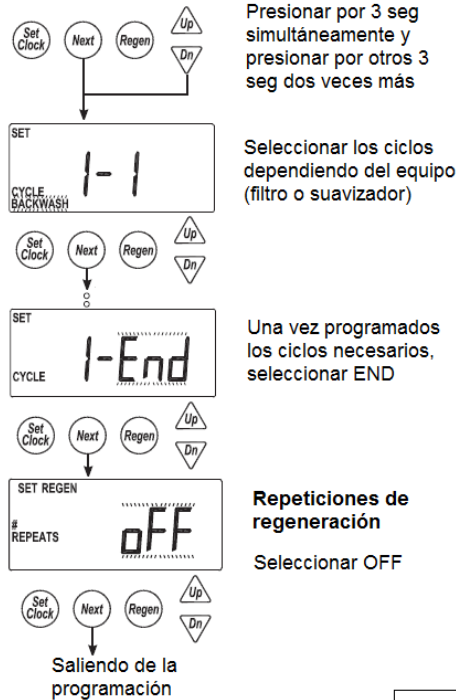 Set Clock
Next
Regen
Up
Dn
Presionar por 3 seg
simultáneamente y
presionar por otros 3
seg dos veces más
SET
1-1
CYCLE
BACKWASH
Seleccionar los ciclos
dependiendo del equipo
(filtro o suavizador)
Set Clock
Next
Regen
Up
Dn
SET
1-End
CYCLE
Una vez programados
los ciclos necesarios,
seleccionar END
Set Clock
Next
Regen
Up
Dn
SET REGEN
#
REPEATS
oFF
Repeticiones de
regeneración
Seleccionar OFF
Set Clock
Next
Regen
Up
Dn
Saliendo de la
programación